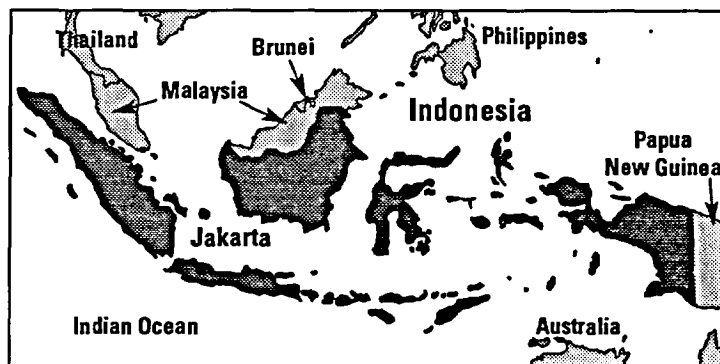 Thailand
Philippines
Brunei
Malaysia
Indonesia
Papua
New Guinea
Jakarta
Indian Ocean
Australia